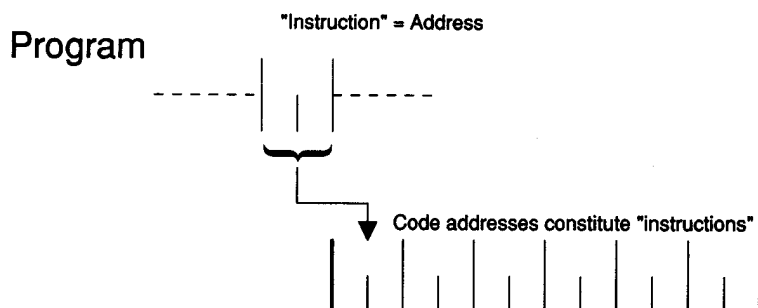 "Instruction" = Address
Program
Code addresses constitute "instructions"